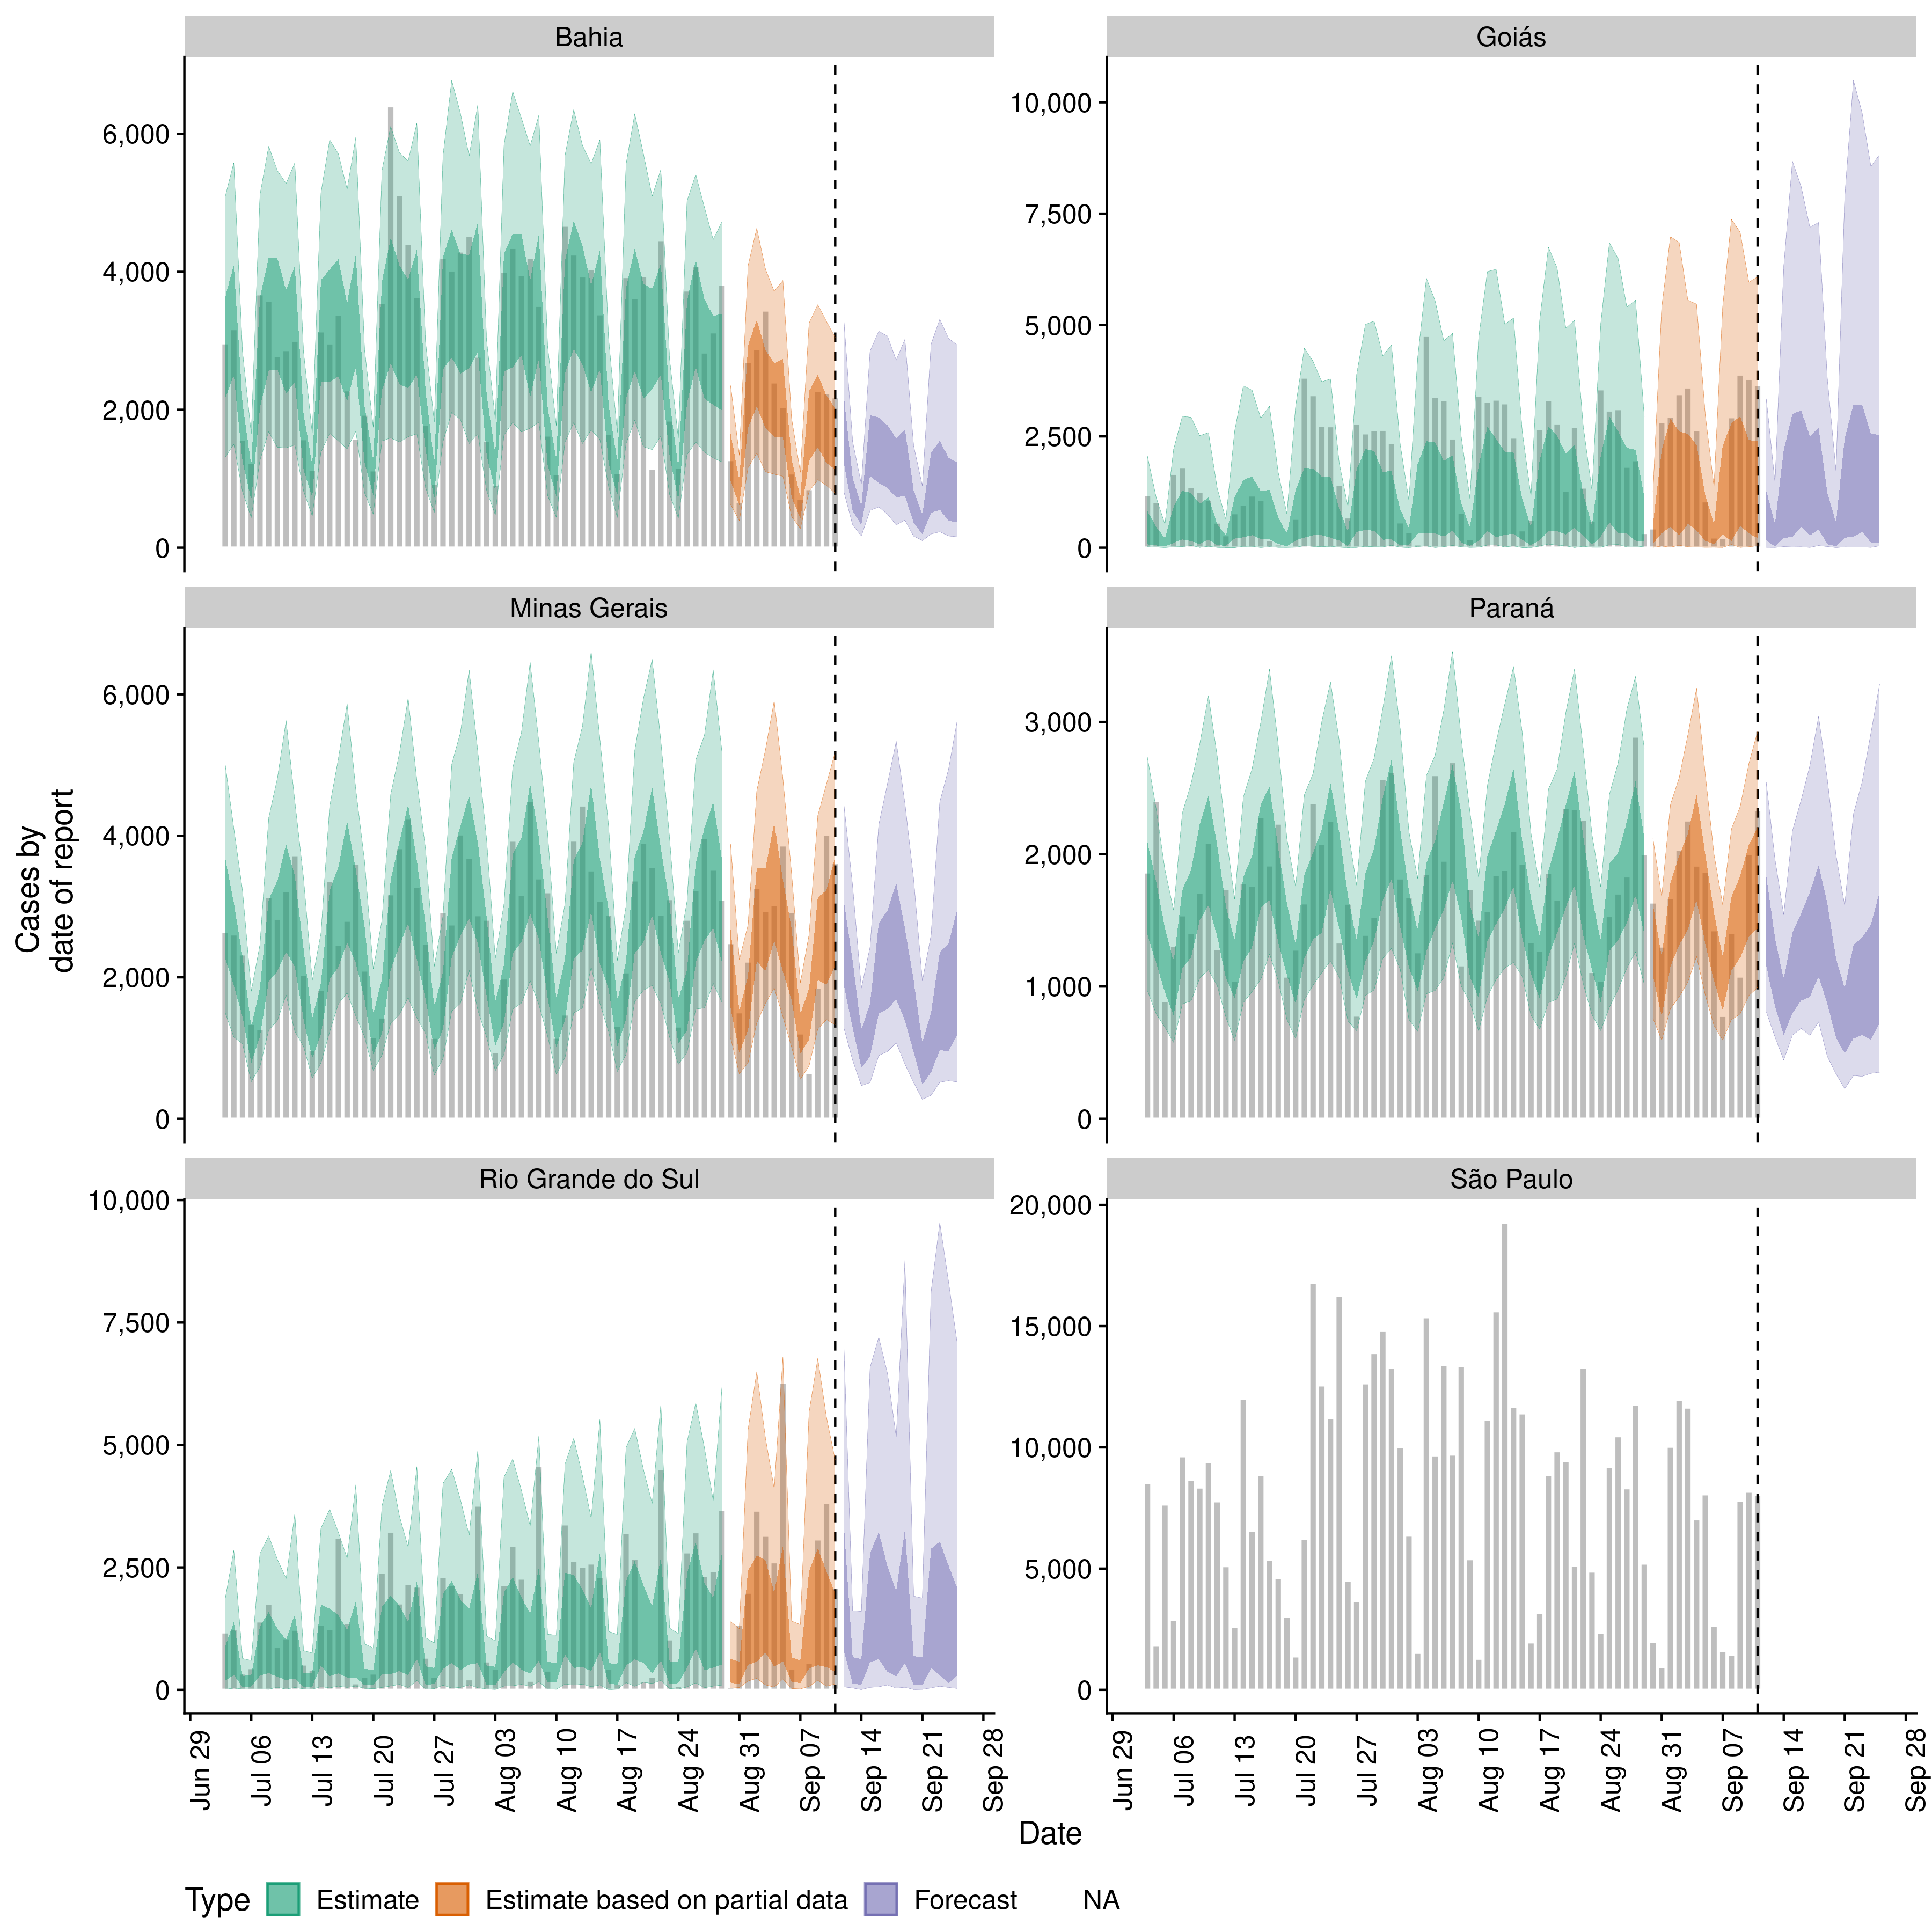 Bahia
Goiás
6,000
4,000
2,000
0
10,000
7,500
5,000
2,500
0
Minas Gerais
Paraná
6,000
4,000
2,000
0
3,000
2,000
1,000
0
Rio Grande do Sul
São Paulo
10,000
7,500
5,000
2,500
0
20,000
15,000
10,000
5,000
0
Cases by
date of report
Jun 29
Jul 06
Jul 13
Jul 20
Jul 27
Aug 03
Aug 10
Aug 17
Aug 24
Aug 31
Sep 07
Sep 14
Sep 21
Sep 28
Jun 29
Jul 06
Jul 13
Jul 20
Jul 27
Aug 03
Aug 10
Aug 17
Aug 24
Aug 31
Sep 07
Sep 14
Sep 21
Sep 28
Date
Type Estimate Estimate based on partial data Forecast NA